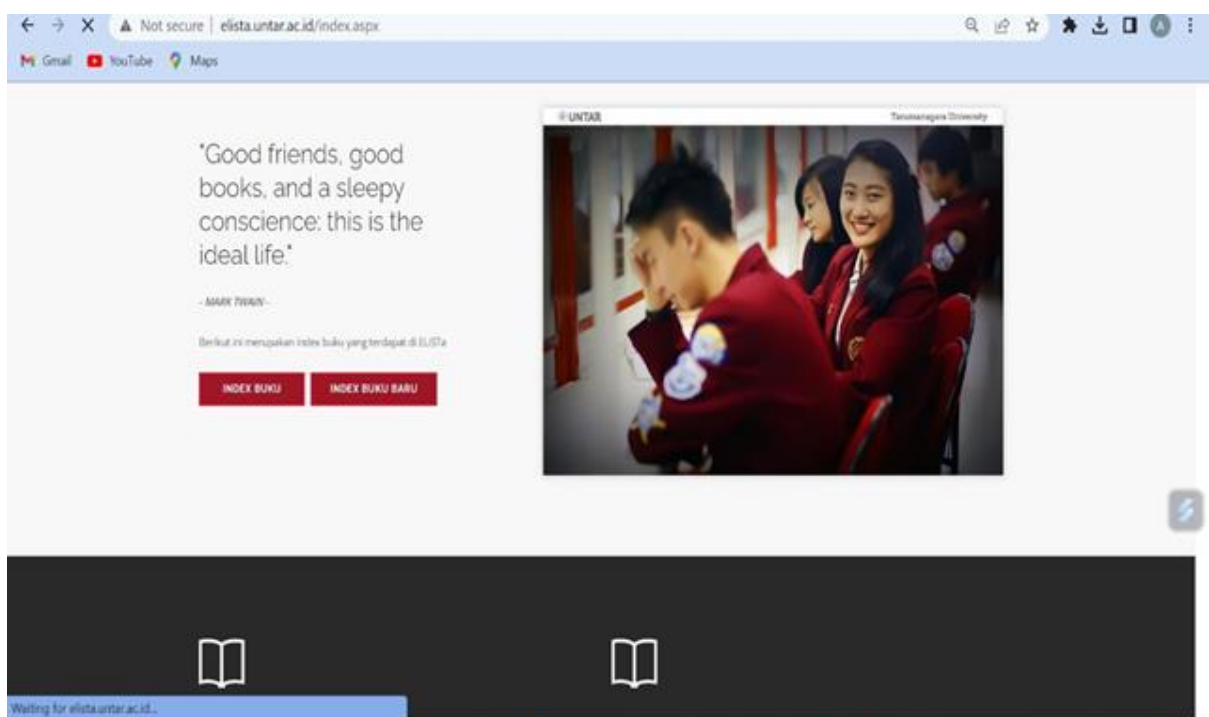 Not secure | elista.untar.ac.id/index.aspx
Gmail YouTube Maps
UNTAR Tarumanagara University
"Good friends, good
books, and a sleepy
conscience: this is the
ideal life."
- MARK TWAIN -
Berikut ini merupakan index buku yang terdapat di ELiSTa
INDEX BUKU INDEX BUKU BARU
Waiting for elista.untar.ac.id...